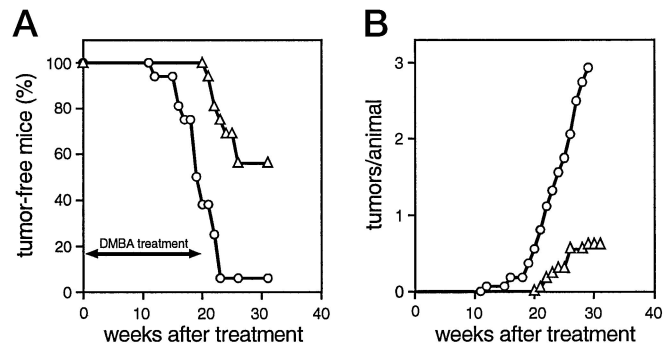 A
B
tumor-free mice (%)
100
80
60
40
20
0
DMBA treatment
0 10 20 30 40
weeks after treatment
tumors/animal
3
2
1
0
0 10 20 30 40
weeks after treatment